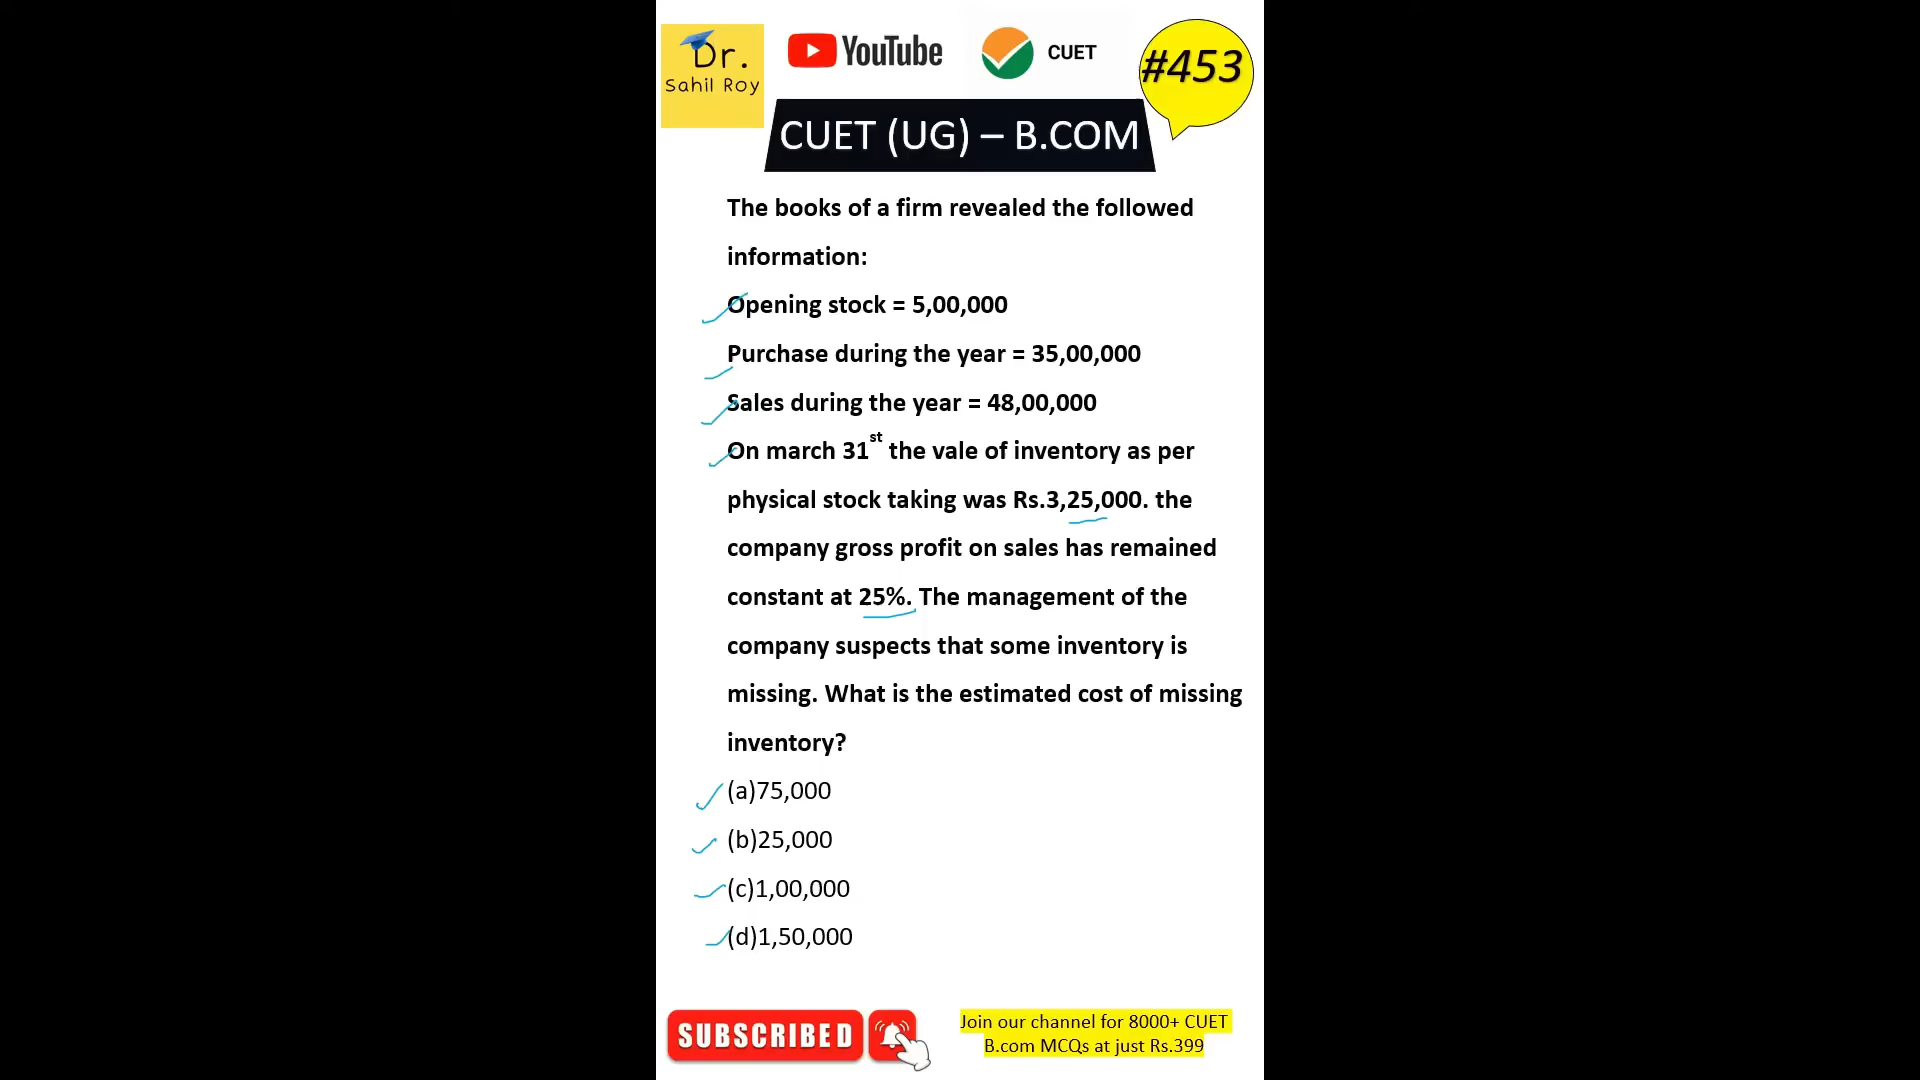 Dr.
Sahil Roy
YouTube
CUET
#453
CUET (UG) – B.COM
The books of a firm revealed the followed
information:
Opening stock = 5,00,000
Purchase during the year = 35,00,000
Sales during the year = 48,00,000
On march 31st the vale of inventory as per
physical stock taking was Rs.3,25,000. the
company gross profit on sales has remained
constant at 25%. The management of the
company suspects that some inventory is
missing. What is the estimated cost of missing
inventory?
(a)75,000
(b)25,000
(c)1,00,000
(d)1,50,000
SUBSCRIBED
Join our channel for 8000+ CUET
B.com MCQs at just Rs.399